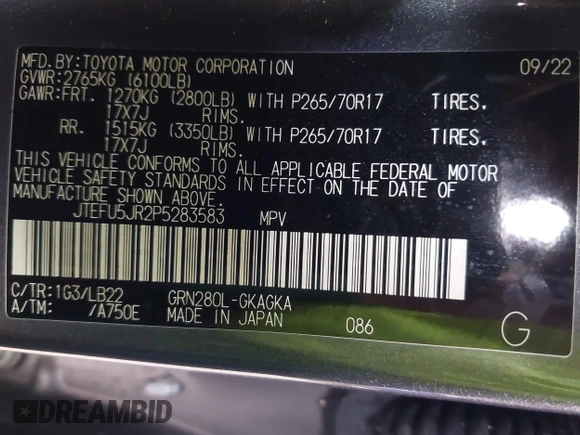 MFD.BY:TOYOTA MOTOR CORPORATION 09/22
GVWR:2765KG (6100LB)
GAWR:FRT. 1270KG (2800LB) WITH P265/70R17 TIRES,
17X7J RIMS.
RR. 1515KG (3350LB) WITH P265/70R17 TIRES,
17X7J RIMS.
THIS VEHICLE CONFORMS TO ALL APPLICABLE FEDERAL MOTOR
VEHICLE SAFETY STANDARDS IN EFFECT ON THE DATE OF
MANUFACTURE SHOWN ABOVE.
JTEFU5JR2P5283583 MPV
C/TR:1G3/LB22 GRN280L-GKAGKA
A/TM: /A750E MADE IN JAPAN 086 G
DREAMBID